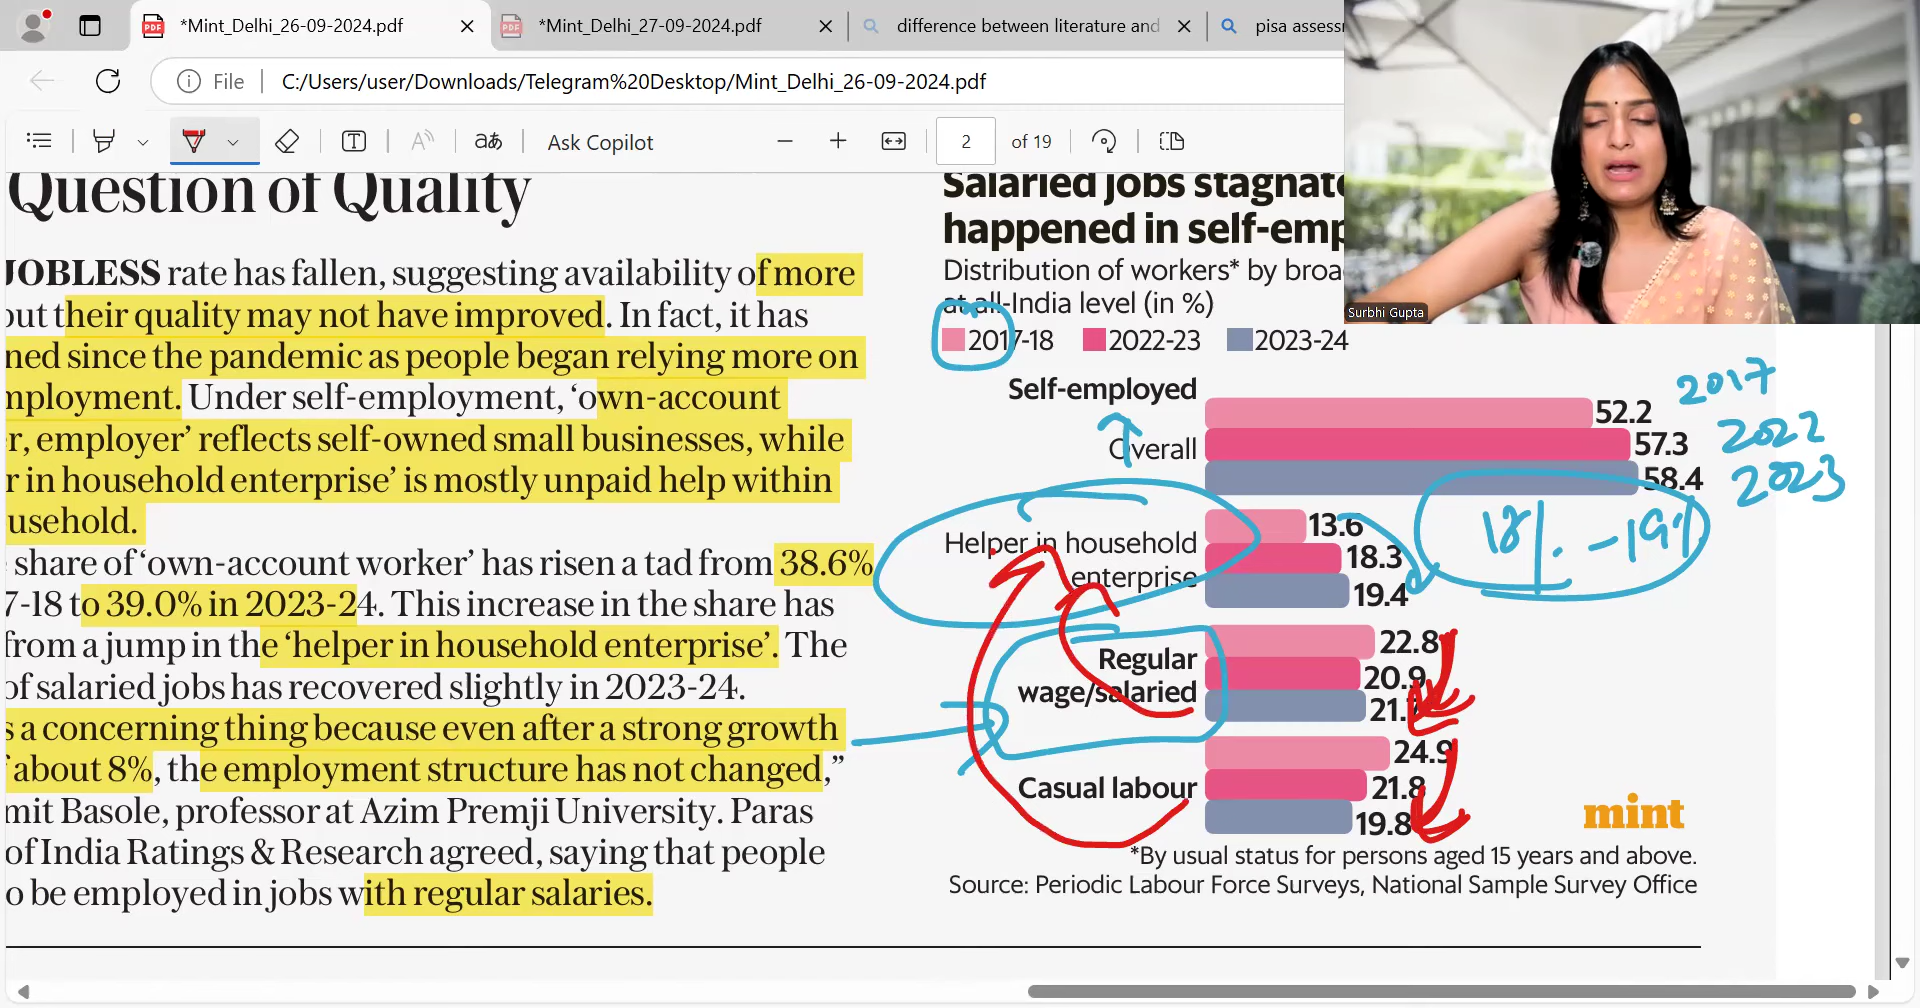 *Mint_Delhi_26-09-2024.pdf
*Mint_Delhi_27-09-2024.pdf
difference between literature and
pisa assessr
File
C:/Users/user/Downloads/Telegram%20Desktop/Mint_Delhi_26-09-2024.pdf
Ask Copilot
2 of 19
Surbhi Gupta
Question of Quality
JOBLESS rate has fallen, suggesting availability of more
out their quality may not have improved. In fact, it has
ned since the pandemic as people began relying more on
mployment. Under self-employment, ‘own-account
r, employer’ reflects self-owned small businesses, while
r in household enterprise’ is mostly unpaid help within
usehold.
share of ‘own-account worker’ has risen a tad from 38.6%
7-18 to 39.0% in 2023-24. This increase in the share has
from a jump in the ‘helper in household enterprise’. The
of salaried jobs has recovered slightly in 2023-24.
s a concerning thing because even after a strong growth
f about 8%, the employment structure has not changed,”
mit Basole, professor at Azim Premji University. Paras
of India Ratings & Research agreed, saying that people
o be employed in jobs with regular salaries.
Salaried jobs stagnate
happened in self-emp
Distribution of workers* by broa
at all-India level (in %)
2017-18 2022-23 2023-24
Self-employed
Overall
52.2
57.3
58.4
2017
2022
2023
Helper in household
enterprise
13.6
18.3
19.4
18%-19%
Regular
wage/salaried
22.8
20.9
21.7
Casual labour
24.9
21.8
19.8
mint
*By usual status for persons aged 15 years and above.
Source: Periodic Labour Force Surveys, National Sample Survey Office